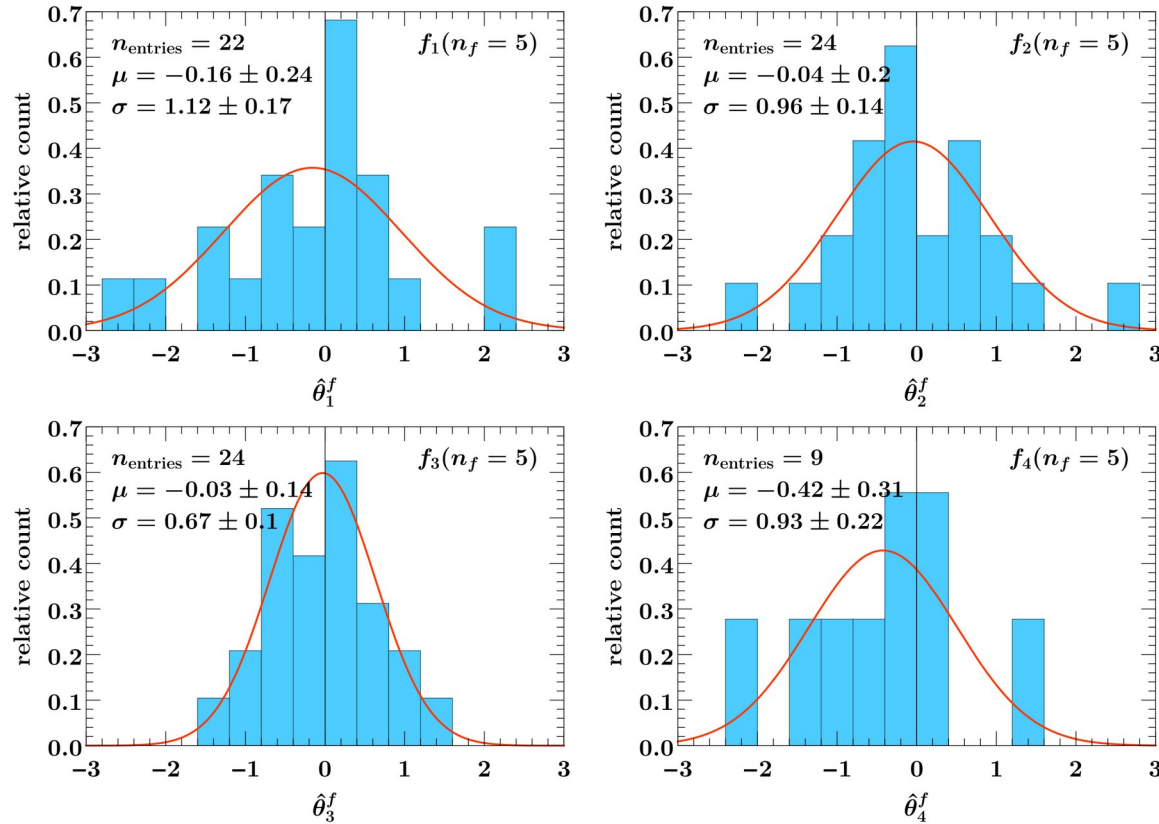 n_entries = 22
μ = −0.16 ± 0.24
σ = 1.12 ± 0.17
f_1(n_f = 5)
relative count
0.7
0.6
0.5
0.4
0.3
0.2
0.1
0.0
−3 −2 −1 0 1 2 3
θ̂_1^f
n_entries = 24
μ = −0.04 ± 0.2
σ = 0.96 ± 0.14
f_2(n_f = 5)
relative count
0.7
0.6
0.5
0.4
0.3
0.2
0.1
0.0
−3 −2 −1 0 1 2 3
θ̂_2^f
n_entries = 24
μ = −0.03 ± 0.14
σ = 0.67 ± 0.1
f_3(n_f = 5)
relative count
0.7
0.6
0.5
0.4
0.3
0.2
0.1
0.0
−3 −2 −1 0 1 2 3
θ̂_3^f
n_entries = 9
μ = −0.42 ± 0.31
σ = 0.93 ± 0.22
f_4(n_f = 5)
relative count
0.7
0.6
0.5
0.4
0.3
0.2
0.1
0.0
−3 −2 −1 0 1 2 3
θ̂_4^f